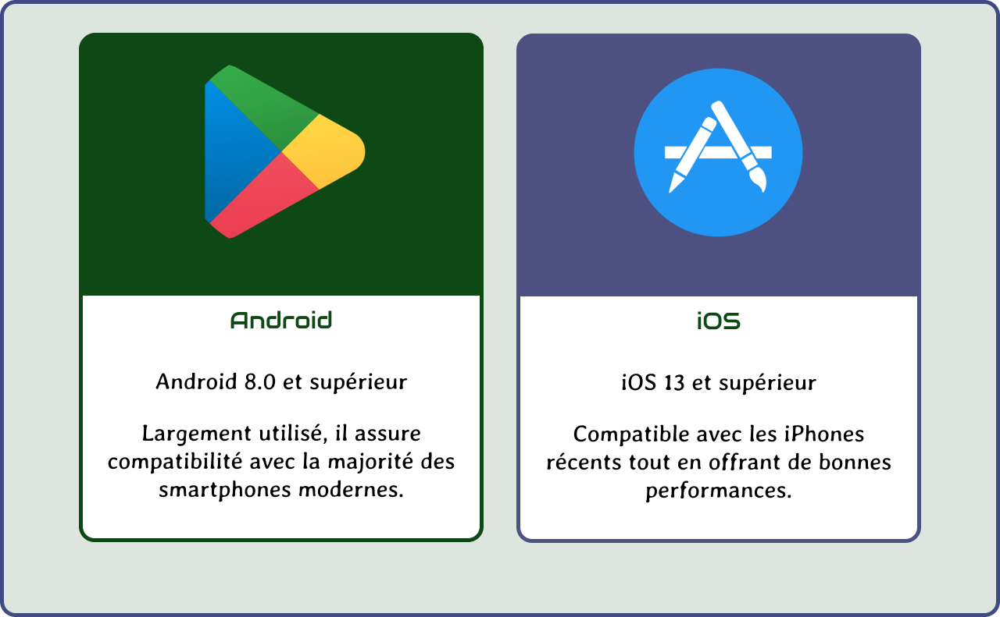 Android
Android 8.0 et supérieur
Largement utilisé, il assure
compatibilité avec la majorité des
smartphones modernes.
iOS
iOS 13 et supérieur
Compatible avec les iPhones
récents tout en offrant de bonnes
performances.